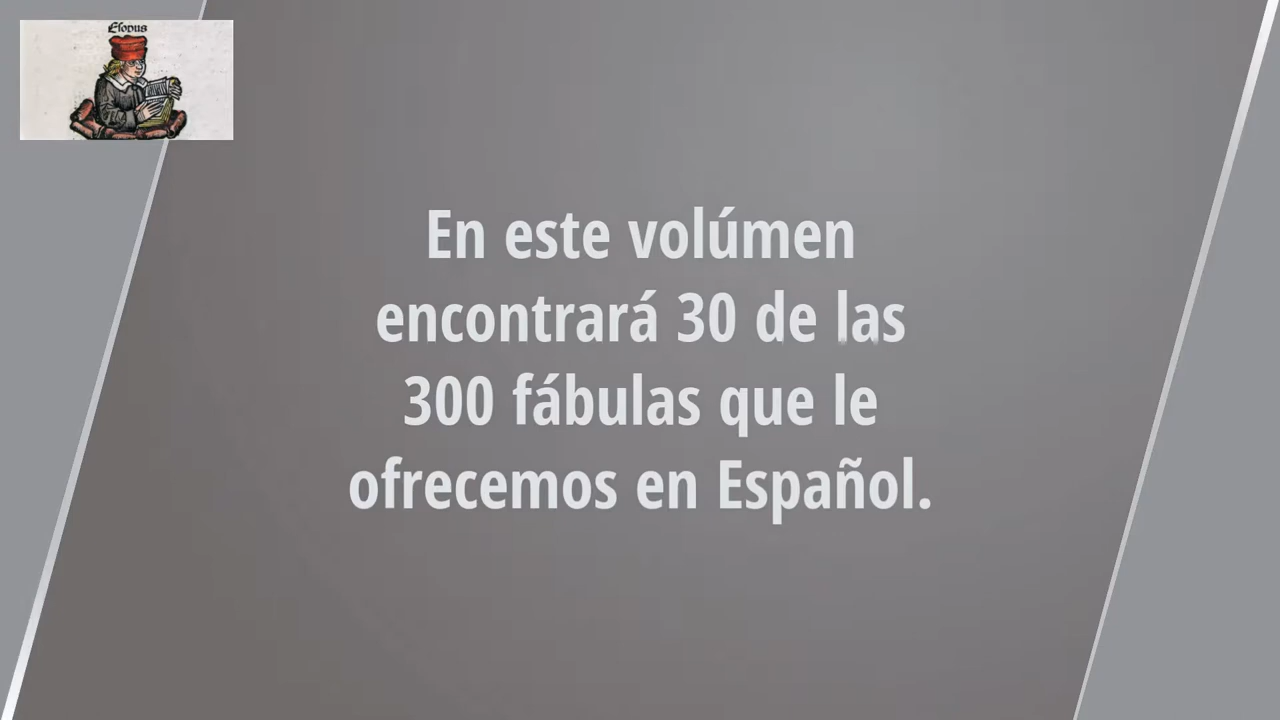 Esopus
En este volúmen
encontrará 30 de las
300 fábulas que le
ofrecemos en Español.